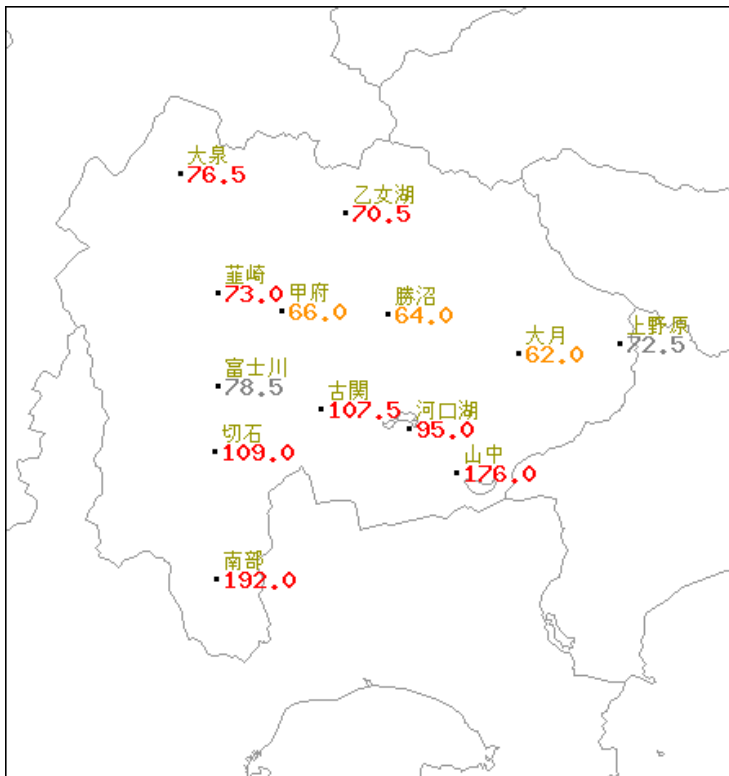 大泉
76.5
乙女湖
70.5
韮崎
73.0
甲府
66.0
勝沼
64.0
上野原
72.5
大月
62.0
富士川
78.5
古関
107.5
河口湖
95.0
切石
109.0
山中
176.0
南部
192.0